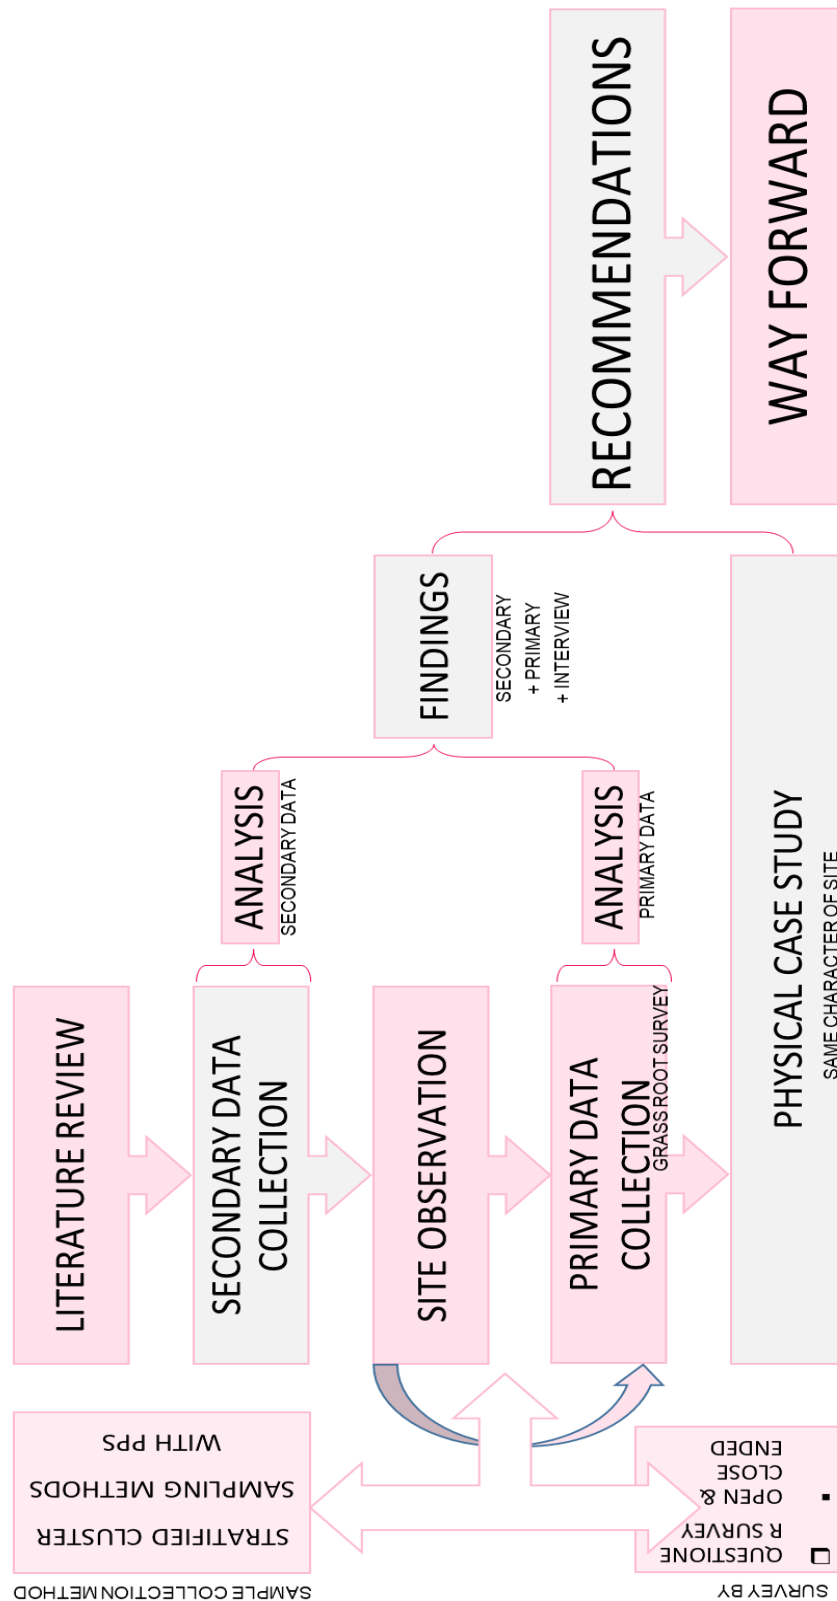 SAMPLE COLLECTION METHOD
STRATIFIED CLUSTER
SAMPLING METHODS
WITH PPS
SURVEY BY
QUESTIONE
R SURVEY
OPEN &
CLOSE
ENDED
LITERATURE REVIEW
SECONDARY DATA
COLLECTION
SITE OBSERVATION
PRIMARY DATA
COLLECTION
GRASS ROOT SURVEY
PHYSICAL CASE STUDY
SAME CHARACTER OF SITE
ANALYSIS
SECONDARY DATA
ANALYSIS
PRIMARY DATA
FINDINGS
SECONDARY
+ PRIMARY
+ INTERVIEW
RECOMMENDATIONS
WAY FORWARD